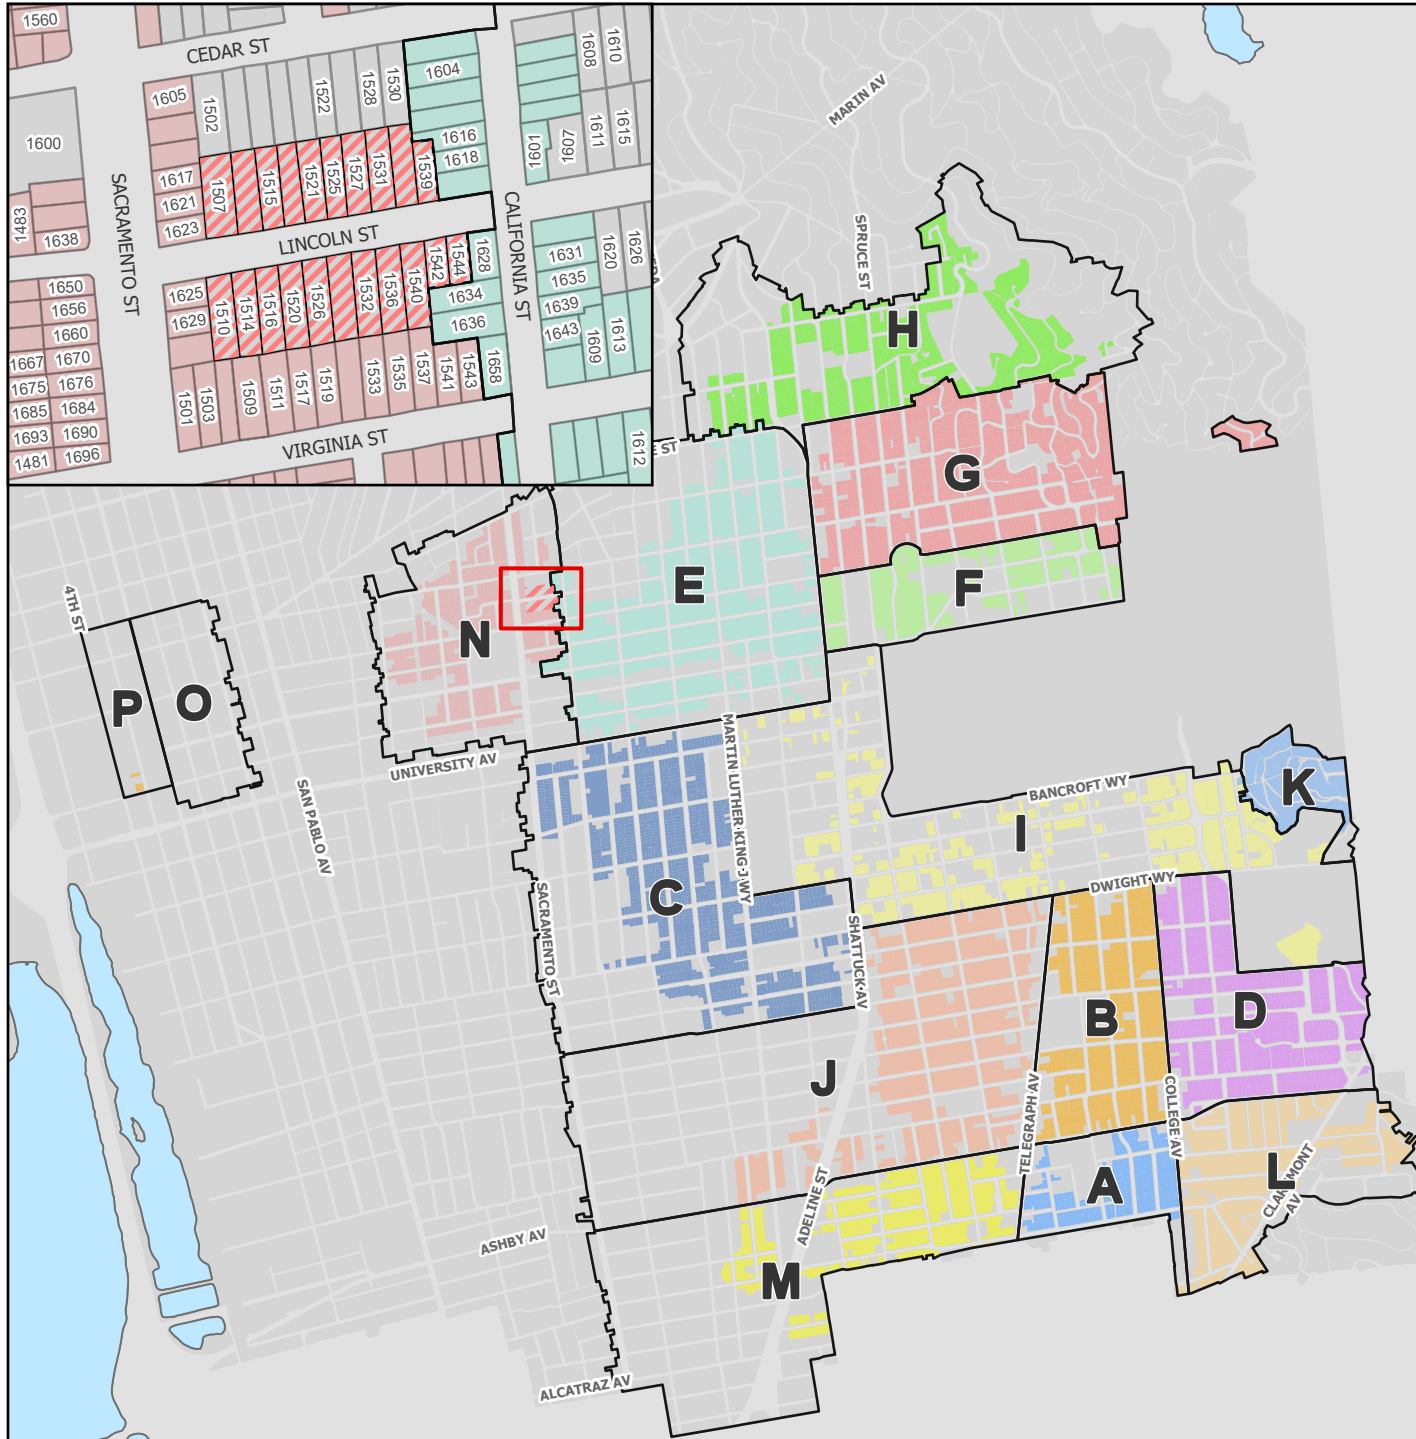 1560
CEDAR ST
1604
1608
1610
1605
1502
1522
1528
1530
1600
1616
1618
1601
1607
1611
1615
1617
1621
1623
1507
1515
1521
1525
1527
1531
1539
1483
1638
SACRAMENTO ST
LINCOLN ST
CALIFORNIA ST
1650
1656
1660
1667
1670
1675
1676
1685
1684
1693
1690
1481
1696
1625
1629
1510
1514
1516
1520
1526
1532
1536
1540
1542
1544
1628
1634
1636
1658
1631
1635
1639
1643
1620
1626
1609
1613
1501
1503
1509
1511
1517
1519
1533
1535
1537
1541
1543
VIRGINIA ST
1612
MARIN AV
SPRUCE ST
E ST
H
G
F
E
N
P
O
4TH ST
UNIVERSITY AV
SAN PABLO AV
MARTIN LUTHER KING J WY
BANCROFT WY
K
I
C
DWIGHT WY
SACRAMENTO ST
SHATTUCK AV
B
D
J
TELEGRAPH AV
COLLEGE AV
A
L
CLAREMONT AV
ADELINE ST
ASHBY AV
M
ALCATRAZ AV